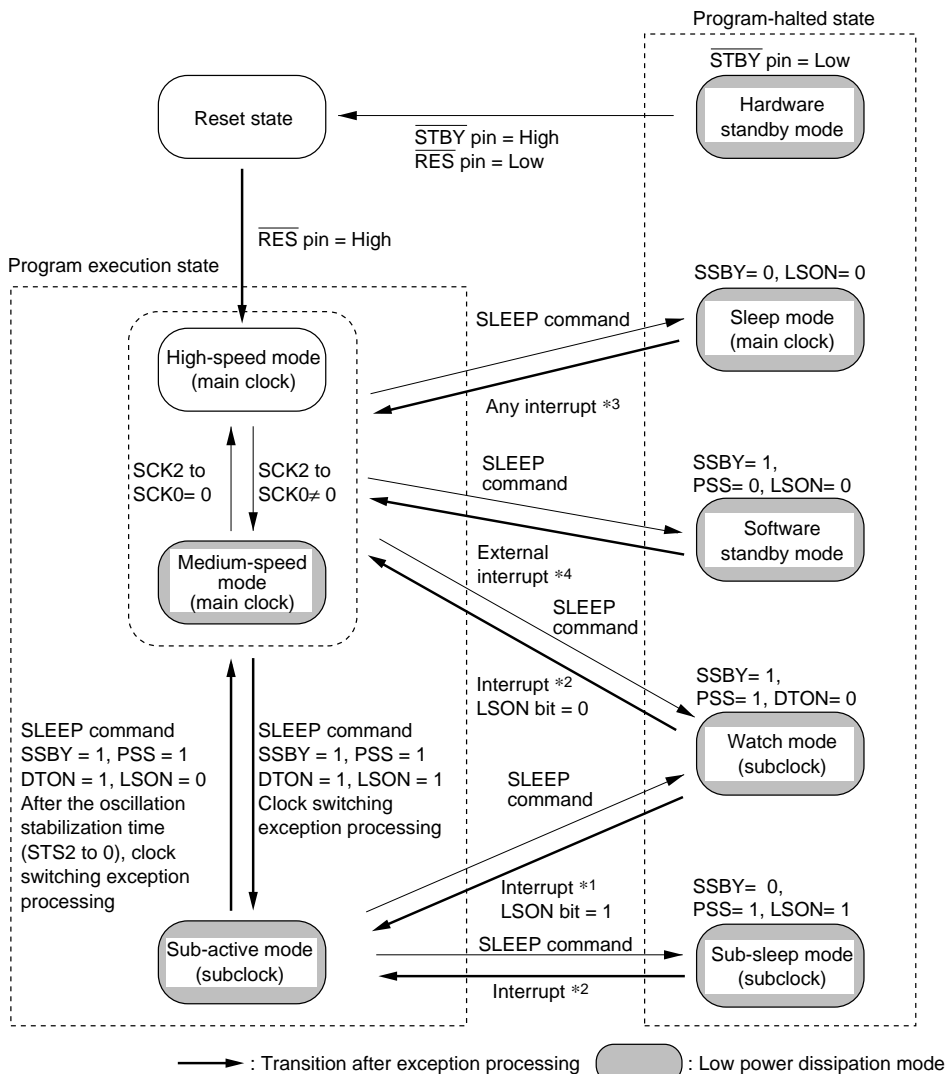 Program-halted state
STBY pin = Low
Hardware
standby mode
Reset state
STBY pin = High
RES pin = Low
RES pin = High
Program execution state
SSBY= 0, LSON= 0
Sleep mode
(main clock)
SLEEP command
Any interrupt *3
High-speed mode
(main clock)
SCK2 to
SCK0= 0
SCK2 to
SCK0≠ 0
Medium-speed
mode
(main clock)
SLEEP
command
External
interrupt *4
SSBY= 1,
PSS= 0, LSON= 0
Software
standby mode
SLEEP
command
Interrupt *2
LSON bit = 0
SSBY= 1,
PSS= 1, DTON= 0
Watch mode
(subclock)
SLEEP command
SSBY = 1, PSS = 1
DTON = 1, LSON = 0
After the oscillation
stabilization time
(STS2 to 0), clock
switching exception
processing
SLEEP command
SSBY = 1, PSS = 1
DTON = 1, LSON = 1
Clock switching
exception processing
SLEEP
command
Interrupt *1
LSON bit = 1
SSBY= 0,
PSS= 1, LSON= 1
Sub-active mode
(subclock)
SLEEP command
Interrupt *2
Sub-sleep mode
(subclock)
: Transition after exception processing
: Low power dissipation mode